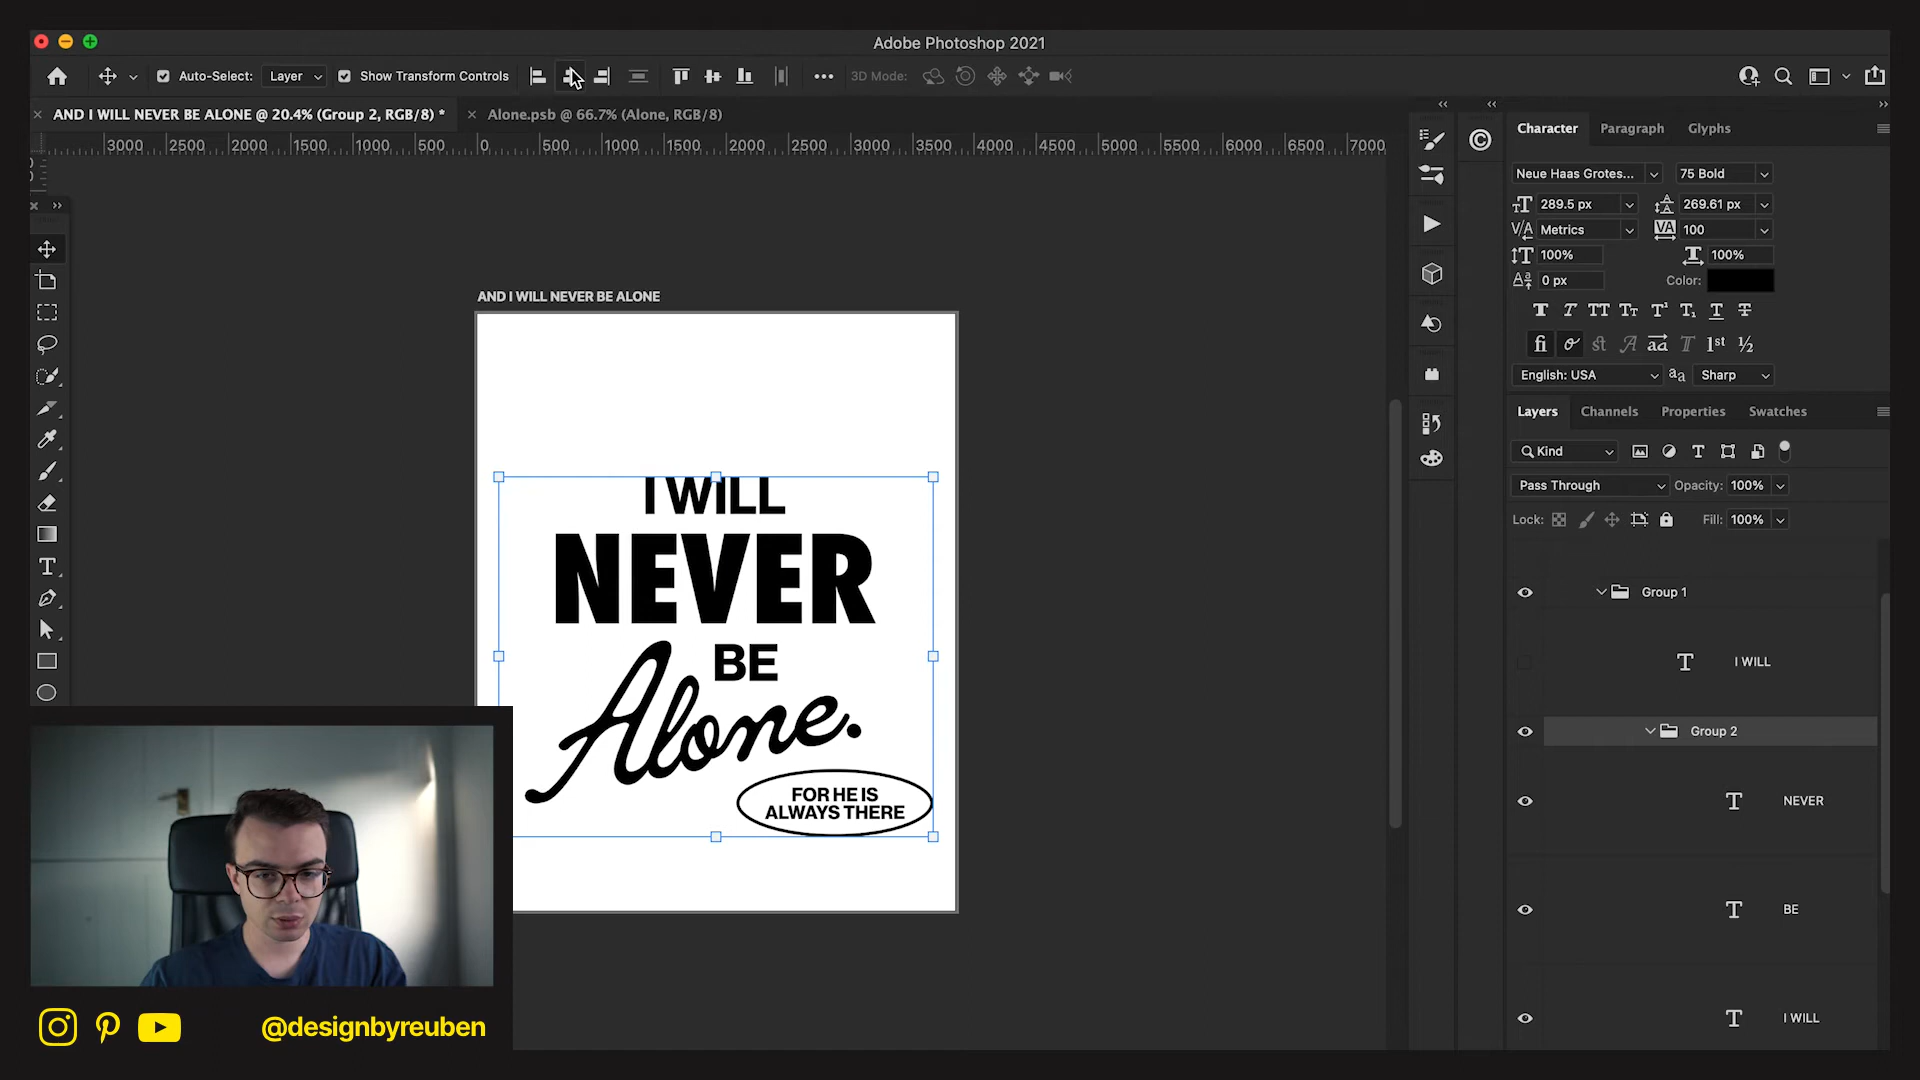 Adobe Photoshop 2021
Auto-Select: Layer Show Transform Controls 3D Mode:
AND I WILL NEVER BE ALONE @ 20.4% (Group 2, RGB/8) *
Alone.psb @ 66.7% (Alone, RGB/8)
3000 2500 2000 1500 1000 500 0 500 1000 1500 2000 2500 3000 3500 4000 4500 5000 5500 6000 6500 7000
AND I WILL NEVER BE ALONE
I WILL
NEVER
BE
Alone.
FOR HE IS
ALWAYS THERE
@designbyreuben
Character Paragraph Glyphs
Neue Haas Grotes... 75 Bold
289.5 px 269.61 px
Metrics 100
100% 100%
0 px Color:
English: USA Sharp
Layers Channels Properties Swatches
Kind
Pass Through Opacity: 100%
Lock: Fill: 100%
Group 1
I WILL
Group 2
NEVER
BE
I WILL